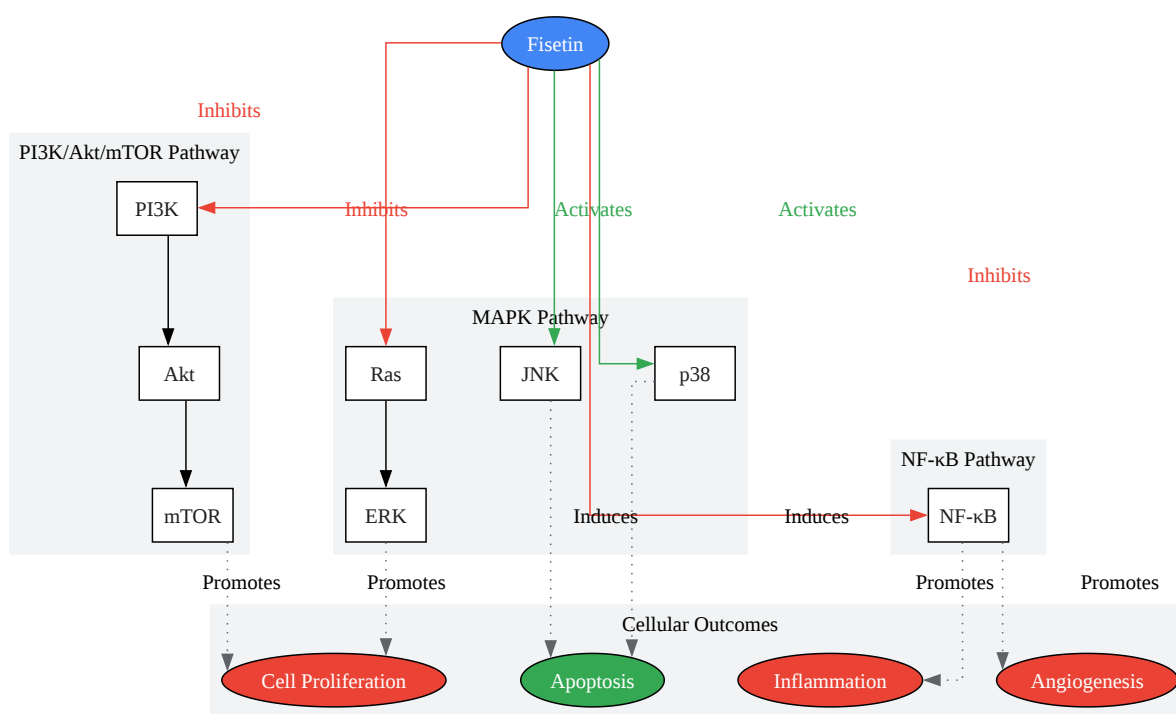 Fisetin
Inhibits
PI3K/Akt/mTOR Pathway
PI3K
Inhibits
Activates
Activates
Inhibits
MAPK Pathway
Akt
Ras
JNK
p38
NF-κB Pathway
mTOR
ERK
Induces
Induces
NF-κB
Promotes
Promotes
Promotes
Promotes
Cellular Outcomes
Cell Proliferation
Apoptosis
Inflammation
Angiogenesis